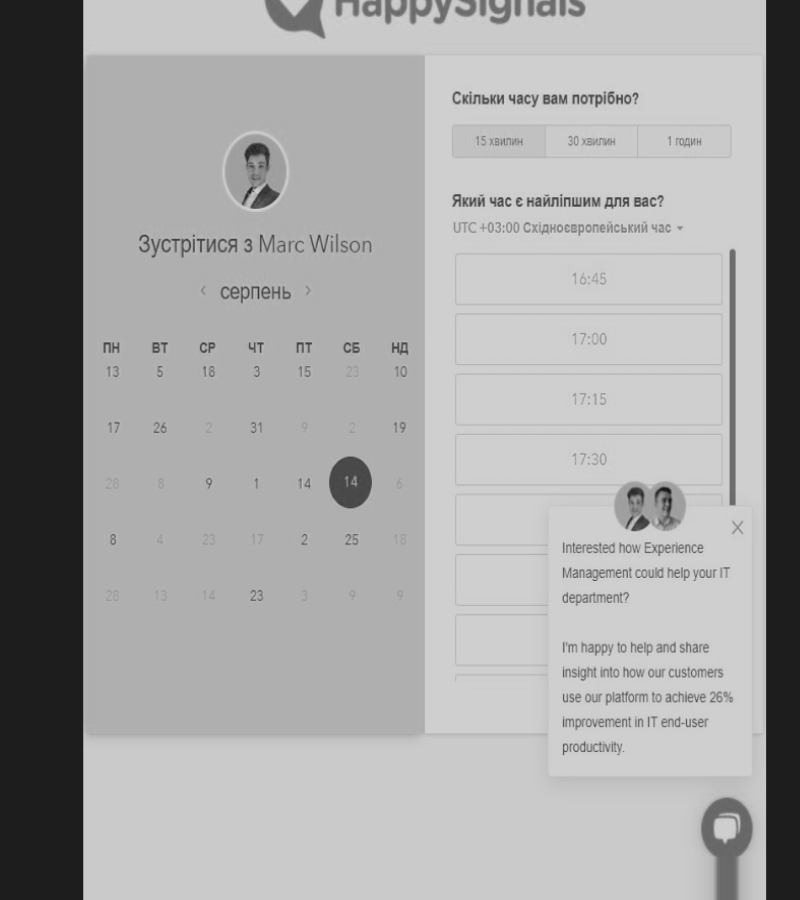 HappySignals
Зустрітися з Marc Wilson
серпень
ПН ВТ СР ЧТ ПТ СБ НД
13 5 18 3 15 23 10
17 26 2 31 9 2 19
28 8 9 1 14 14 6
8 4 23 17 2 25 18
28 13 14 23 3 9 9
Скільки часу вам потрібно?
15 хвилин 30 хвилин 1 годин
Який час є найліпшим для вас?
UTC +03:00 Східноєвропейський час
16:45
17:00
17:15
17:30
Interested how Experience
Management could help your IT
department?
I'm happy to help and share
insight into how our customers
use our platform to achieve 26%
improvement in IT end-user
productivity.